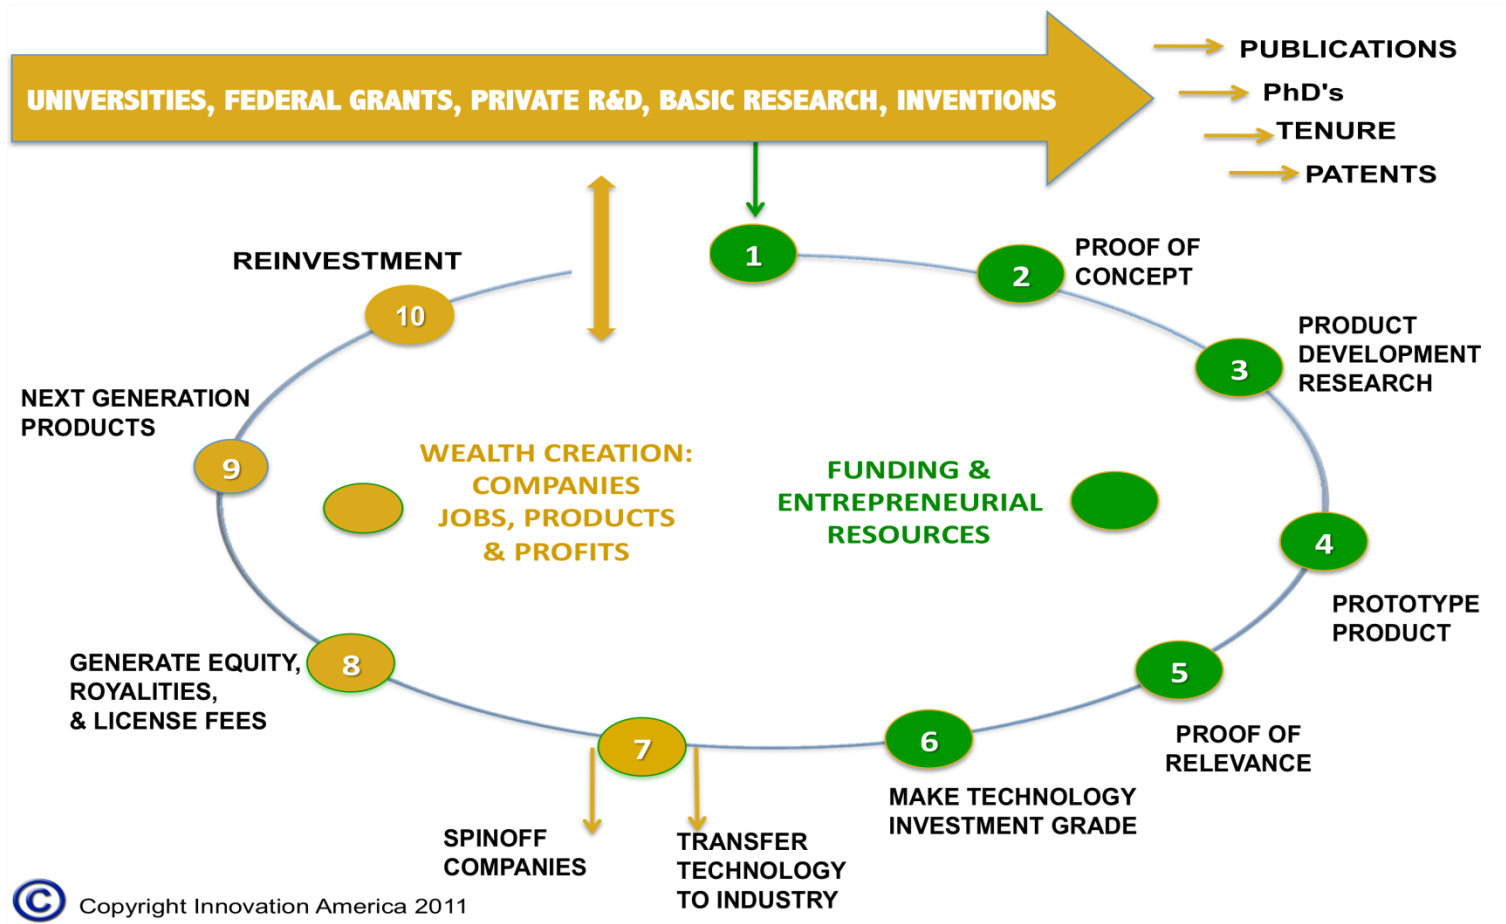 UNIVERSITIES, FEDERAL GRANTS, PRIVATE R&D, BASIC RESEARCH, INVENTIONS
PUBLICATIONS
PhD's
TENURE
PATENTS
1
2
PROOF OF
CONCEPT
3
PRODUCT
DEVELOPMENT
RESEARCH
4
PROTOTYPE
PRODUCT
5
PROOF OF
RELEVANCE
6
MAKE TECHNOLOGY
INVESTMENT GRADE
7
SPINOFF
COMPANIES
TRANSFER
TECHNOLOGY
TO INDUSTRY
8
GENERATE EQUITY,
ROYALITIES,
& LICENSE FEES
9
NEXT GENERATION
PRODUCTS
10
REINVESTMENT
WEALTH CREATION:
COMPANIES
JOBS, PRODUCTS
& PROFITS
FUNDING &
ENTREPRENEURIAL
RESOURCES
© Copyright Innovation America 2011